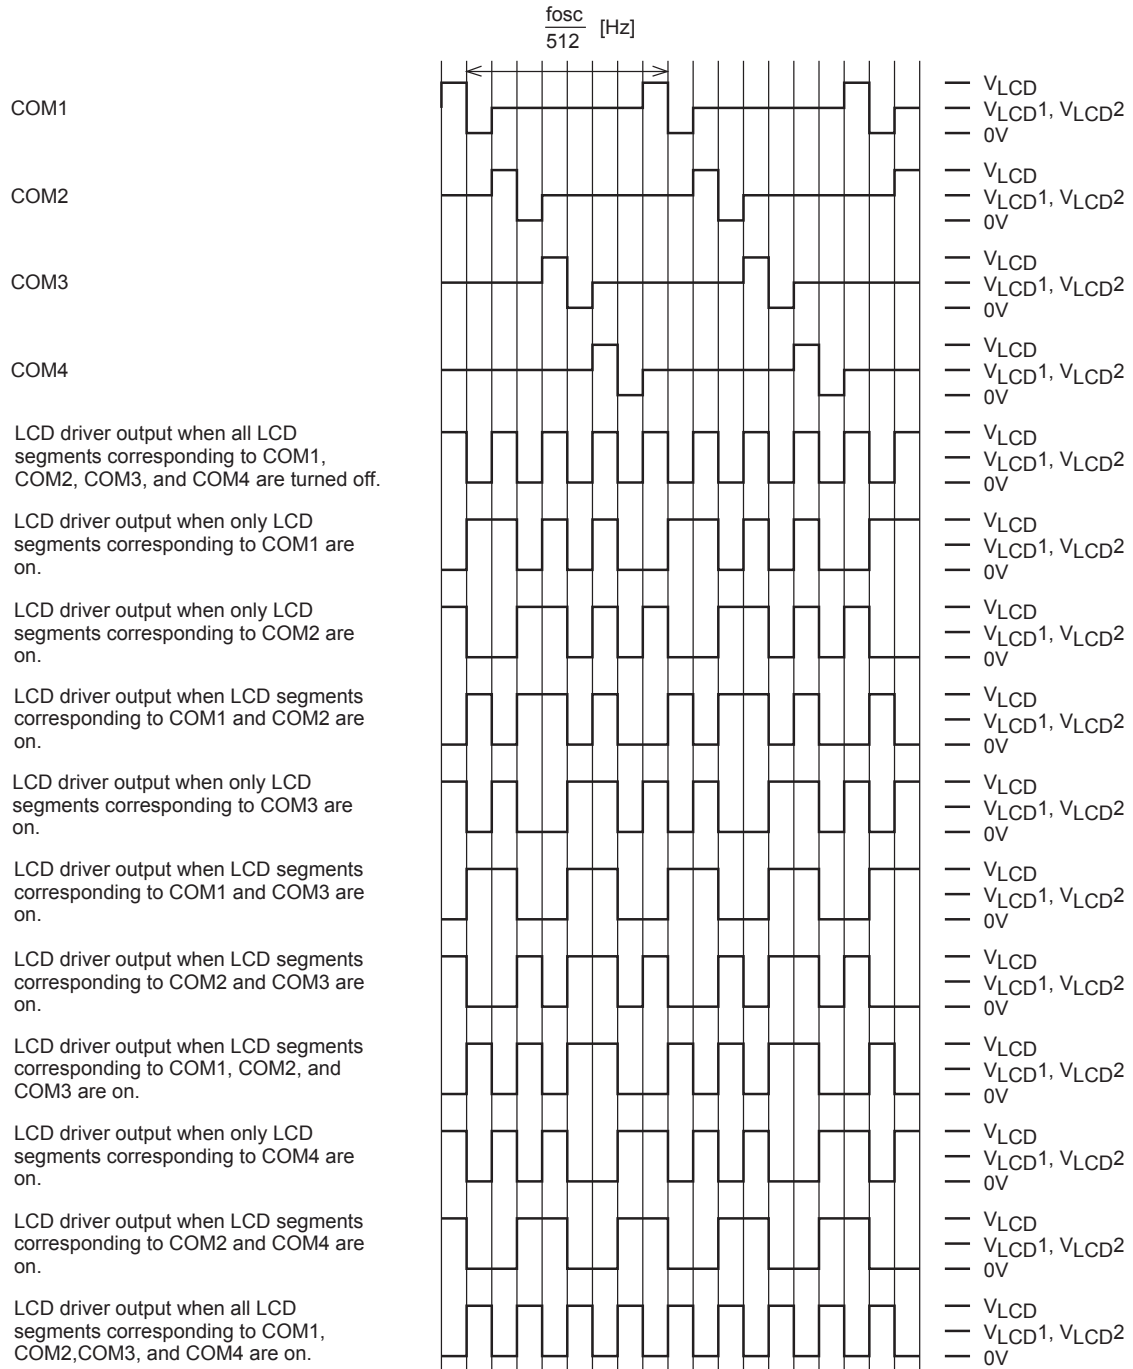 fosc
512 [Hz]
COM1
VLCD
VLCD1, VLCD2
0V
COM2
VLCD
VLCD1, VLCD2
0V
COM3
VLCD
VLCD1, VLCD2
0V
COM4
VLCD
VLCD1, VLCD2
0V
LCD driver output when all LCD
segments corresponding to COM1,
COM2, COM3, and COM4 are turned off.
VLCD
VLCD1, VLCD2
0V
LCD driver output when only LCD
segments corresponding to COM1 are
on.
VLCD
VLCD1, VLCD2
0V
LCD driver output when only LCD
segments corresponding to COM2 are
on.
VLCD
VLCD1, VLCD2
0V
LCD driver output when LCD segments
corresponding to COM1 and COM2 are
on.
VLCD
VLCD1, VLCD2
0V
LCD driver output when only LCD
segments corresponding to COM3 are
on.
VLCD
VLCD1, VLCD2
0V
LCD driver output when LCD segments
corresponding to COM1 and COM3 are
on.
VLCD
VLCD1, VLCD2
0V
LCD driver output when LCD segments
corresponding to COM2 and COM3 are
on.
VLCD
VLCD1, VLCD2
0V
LCD driver output when LCD segments
corresponding to COM1, COM2, and
COM3 are on.
VLCD
VLCD1, VLCD2
0V
LCD driver output when only LCD
segments corresponding to COM4 are
on.
VLCD
VLCD1, VLCD2
0V
LCD driver output when LCD segments
corresponding to COM2 and COM4 are
on.
VLCD
VLCD1, VLCD2
0V
LCD driver output when all LCD
segments corresponding to COM1,
COM2,COM3, and COM4 are on.
VLCD
VLCD1, VLCD2
0V